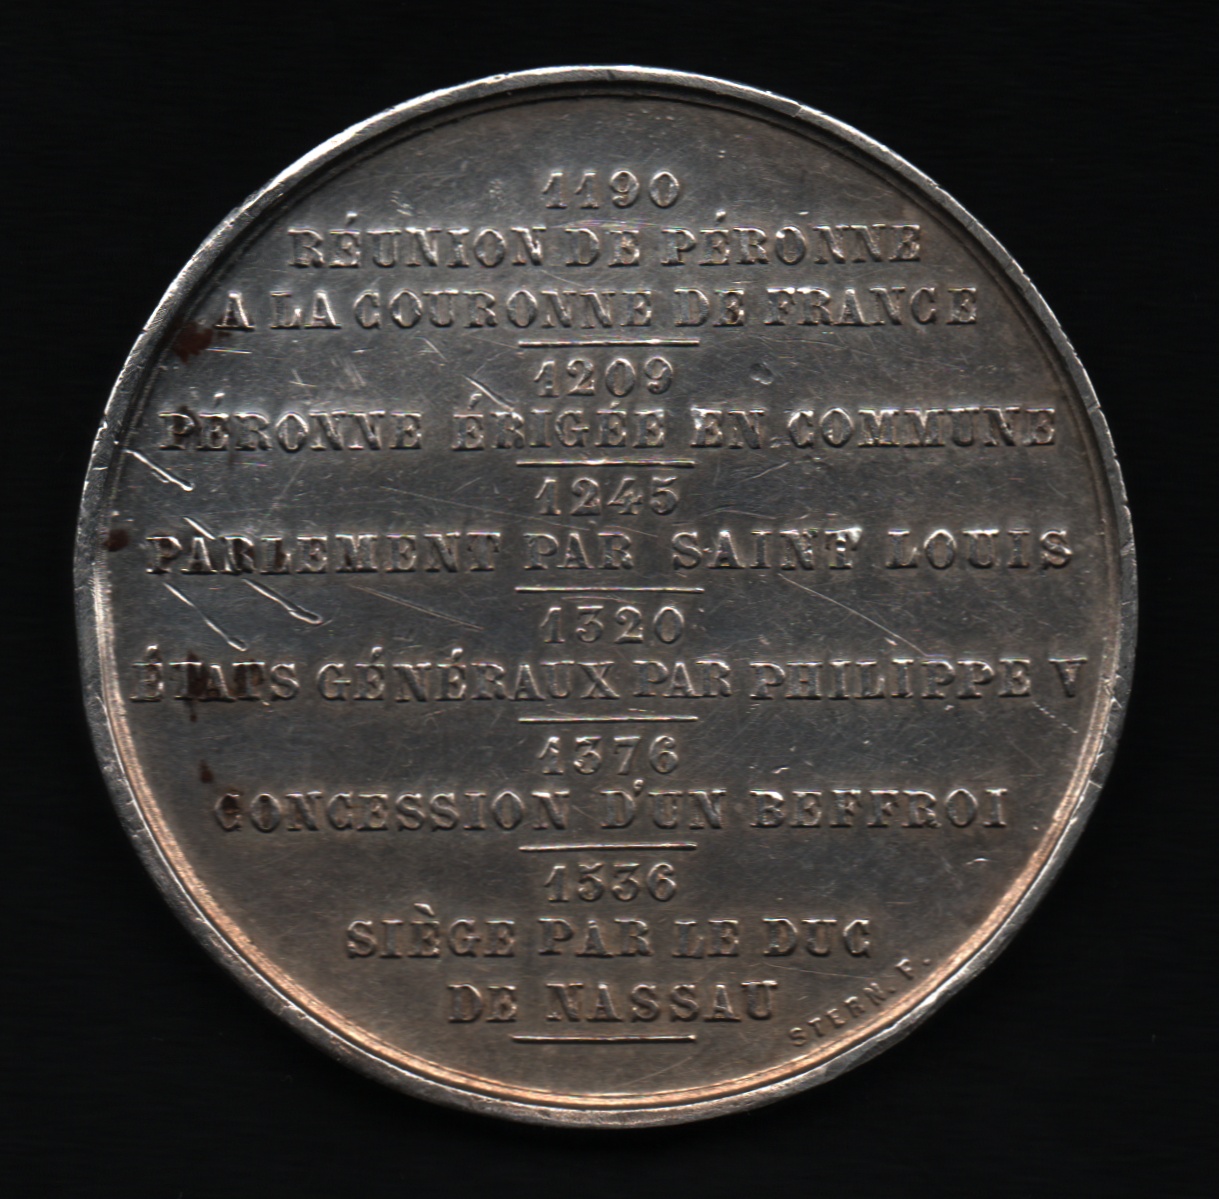 1190
RÉUNION DE PÉRONNE
A LA COURONNE DE FRANCE
1209
PÉRONNE ÉRIGÉE EN COMMUNE
1245
PARLEMENT PAR SAINT LOUIS
1320
ÉTATS GÉNÉRAUX PAR PHILIPPE V
1376
CONCESSION D'UN BEFFROI
1536
SIÈGE PAR LE DUC
DE NASSAU
STERN. F.